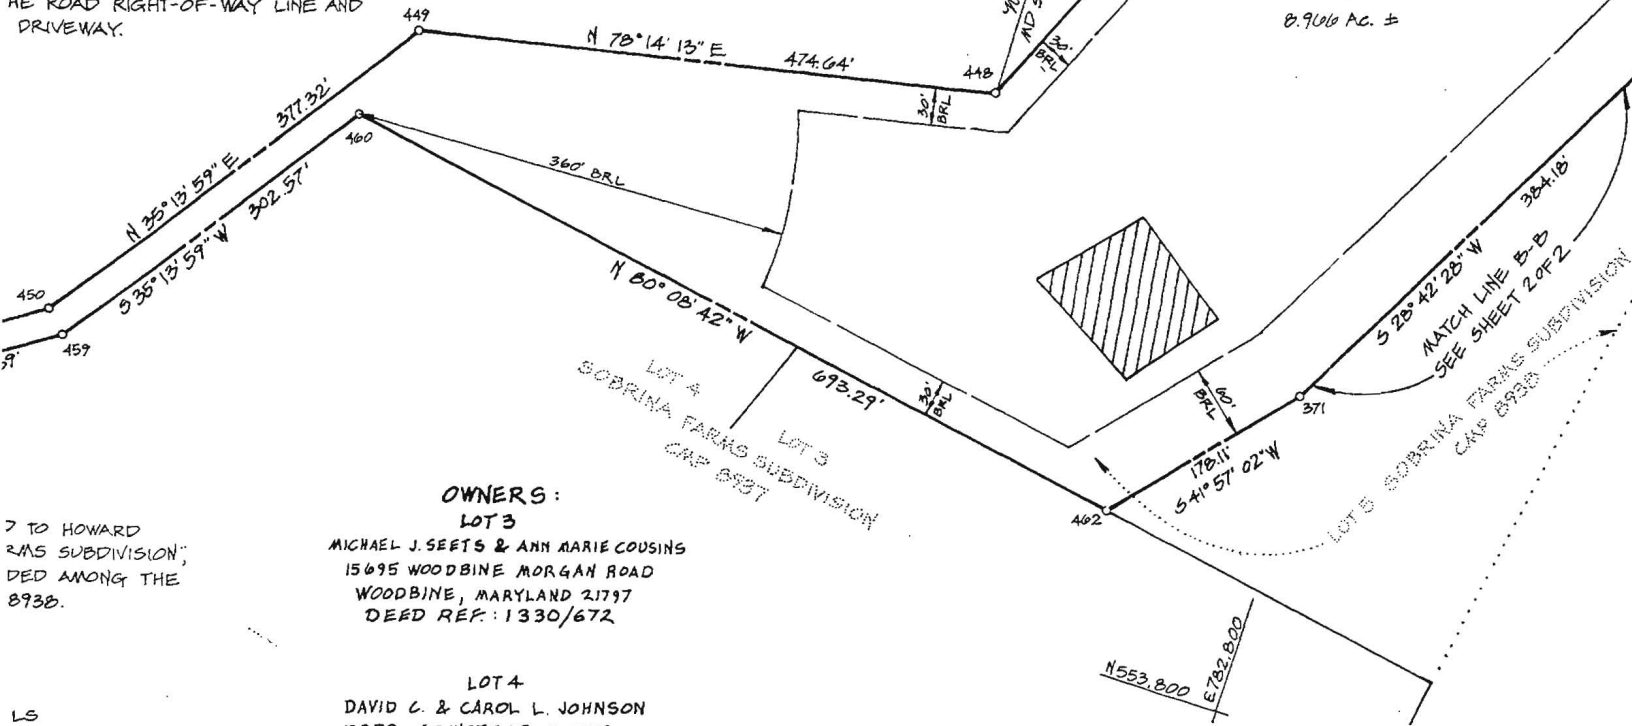 HE ROAD RIGHT-OF-WAY LINE AND
DRIVEWAY.
449
N 78° 14' 13" E
474.64'
448
MD S
30'
BRL
8.966 AC. ±
30'
BRL
377.32'
N 35° 13' 59" E
460
302.57'
S 35° 13' 59" W
360' BRL
450
459
39'
N 80° 08' 42" W
693.29'
30'
BRL
384.18'
S 28° 42' 28" W
MATCH LINE B-B
SEE SHEET 2 OF 2
60'
BRL
371
178.11'
S 41° 57' 02" W
462
LOT 5 SOBRINA FARMS SUBDIVISION
CMP 8938
LOT 4
SOBRINA FARMS SUBDIVISION
LOT 3
CMP 8937
OWNERS:
LOT 3
MICHAEL J. SEETS & ANN MARIE COUSINS
15695 WOODBINE MORGAN ROAD
WOODBINE, MARYLAND 21797
DEED REF.: 1330/672
TO HOWARD
RMS SUBDIVISION";
DED AMONG THE
8938.
LOT 4
DAVID C. & CAROL L. JOHNSON
LS
N 553,800
E 782,800